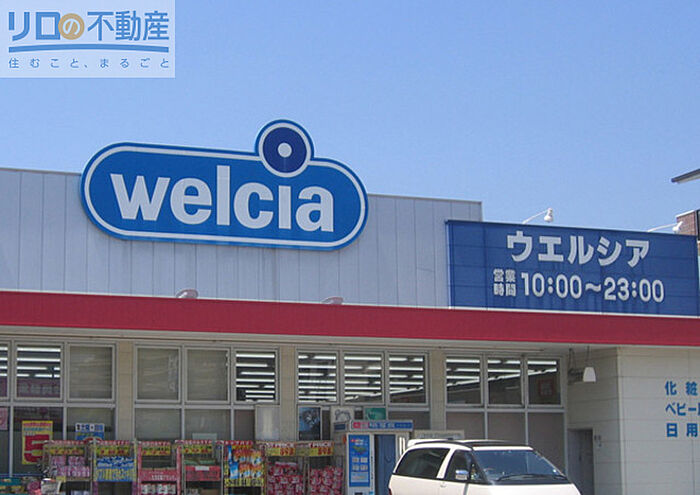 リロの不動産
住むこと、まるごと
welcia
ウエルシア
営業時間 10:00～23:00
化粧
ベビー
日用
5